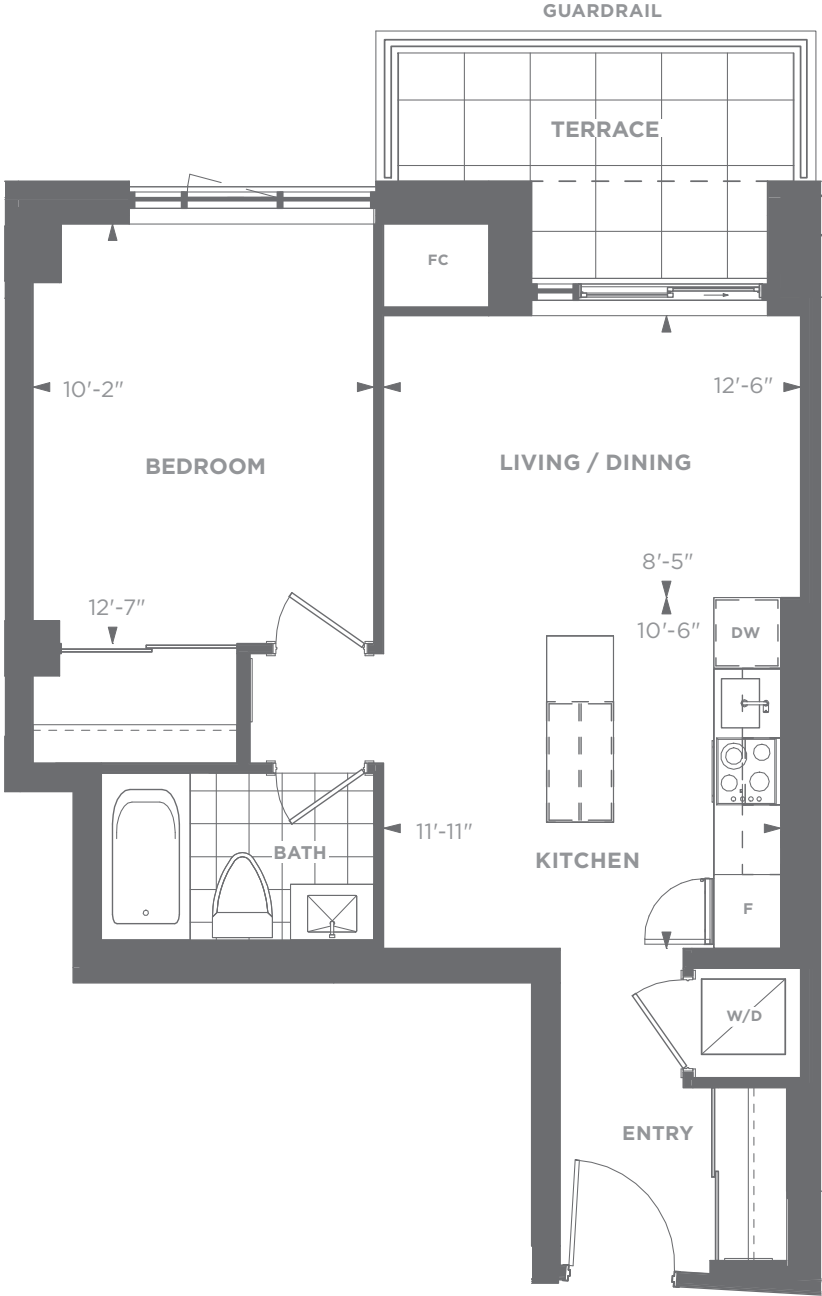 GUARDRAIL
TERRACE
FC
10'-2"
12'-6"
BEDROOM
LIVING / DINING
8'-5"
12'-7"
10'-6"
DW
11'-11"
BATH
KITCHEN
F
W/D
ENTRY